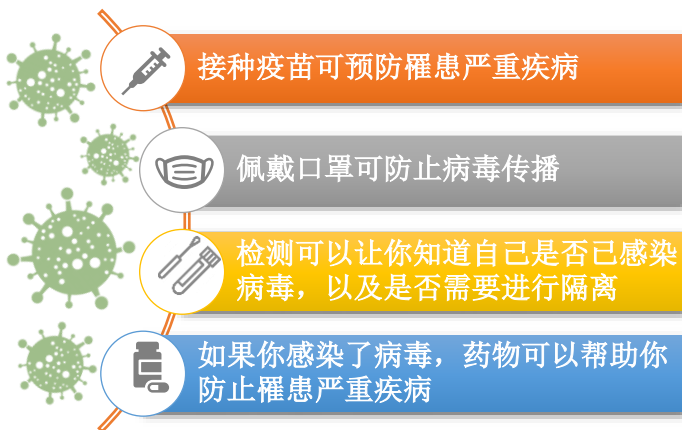 接种疫苗可预防罹患严重疾病
佩戴口罩可防止病毒传播
检测可以让你知道自己是否已感染
病毒，以及是否需要进行隔离
如果你感染了病毒，药物可以帮助你
防止罹患严重疾病